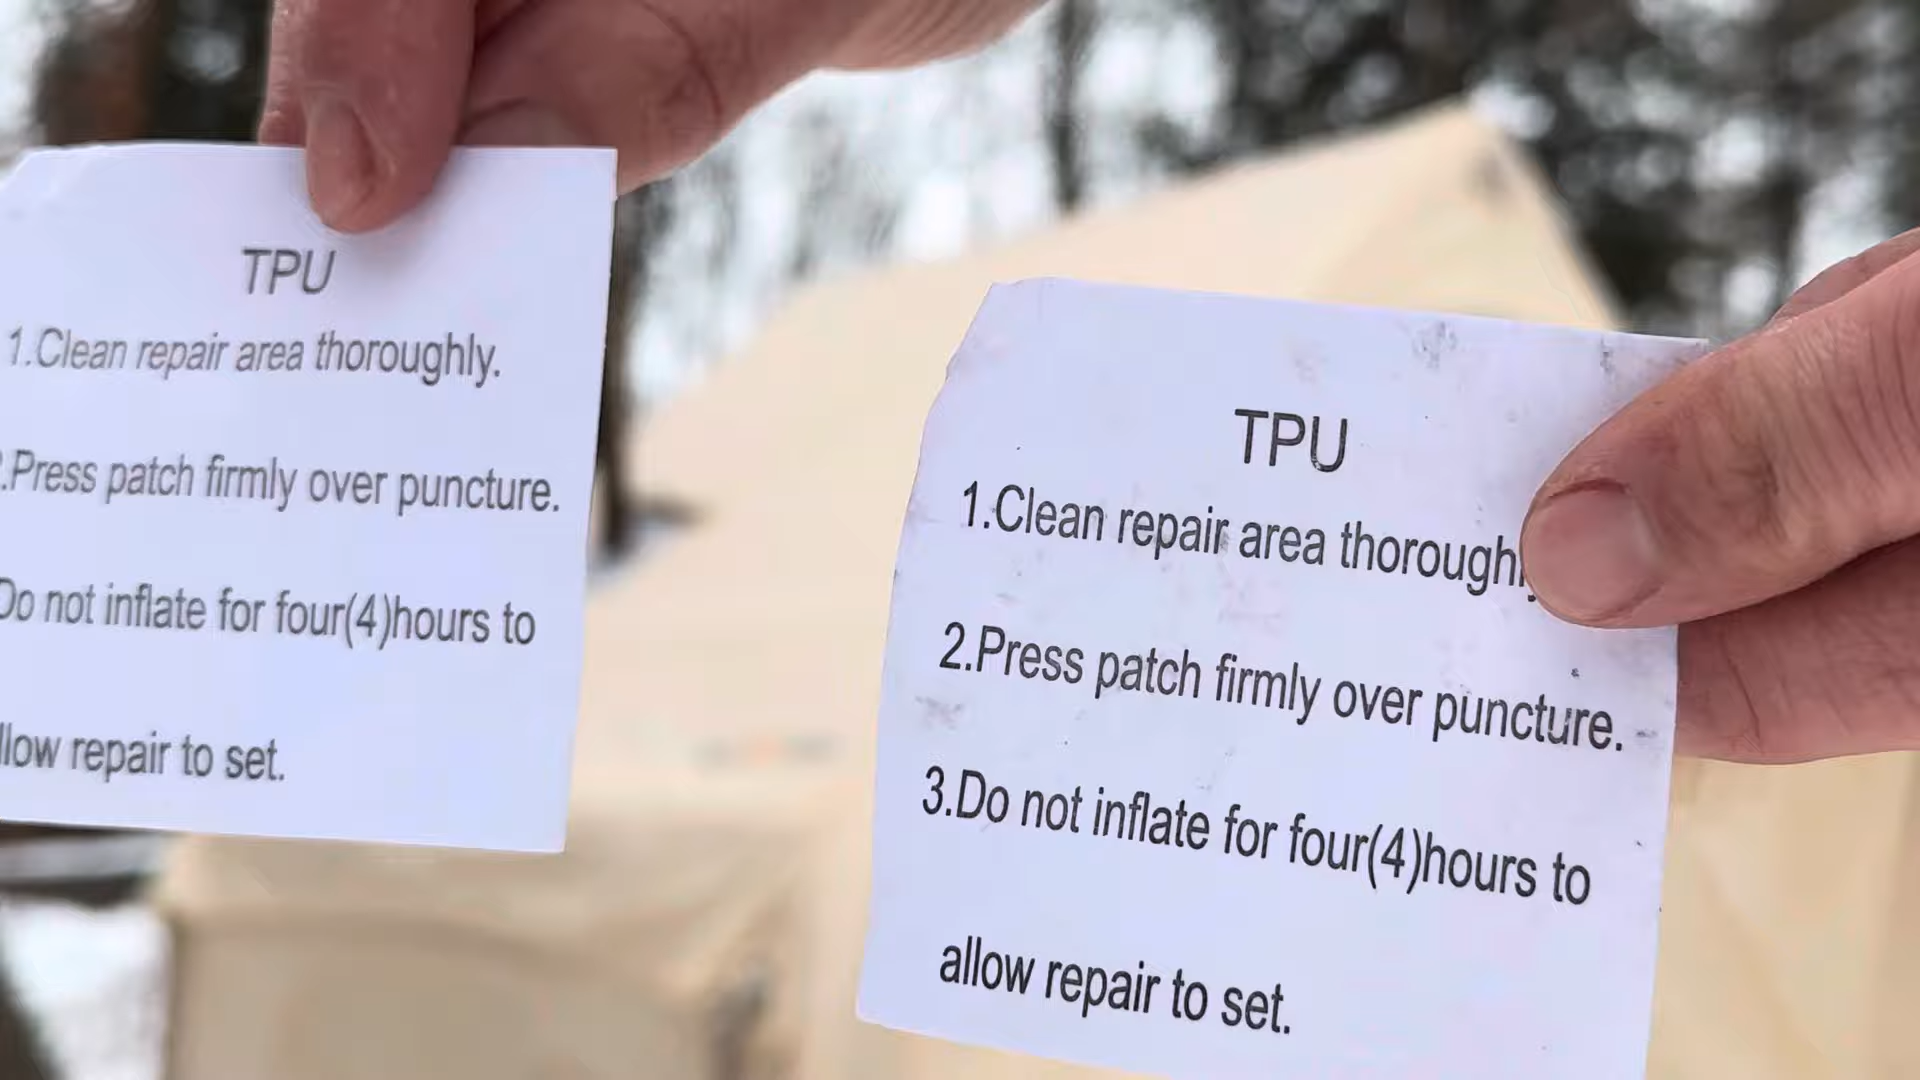 TPU
1.Clean repair area thoroughly.
.Press patch firmly over puncture.
Do not inflate for four(4)hours to
llow repair to set.
TPU
1.Clean repair area thorough
2.Press patch firmly over puncture.
3.Do not inflate for four(4)hours to
allow repair to set.